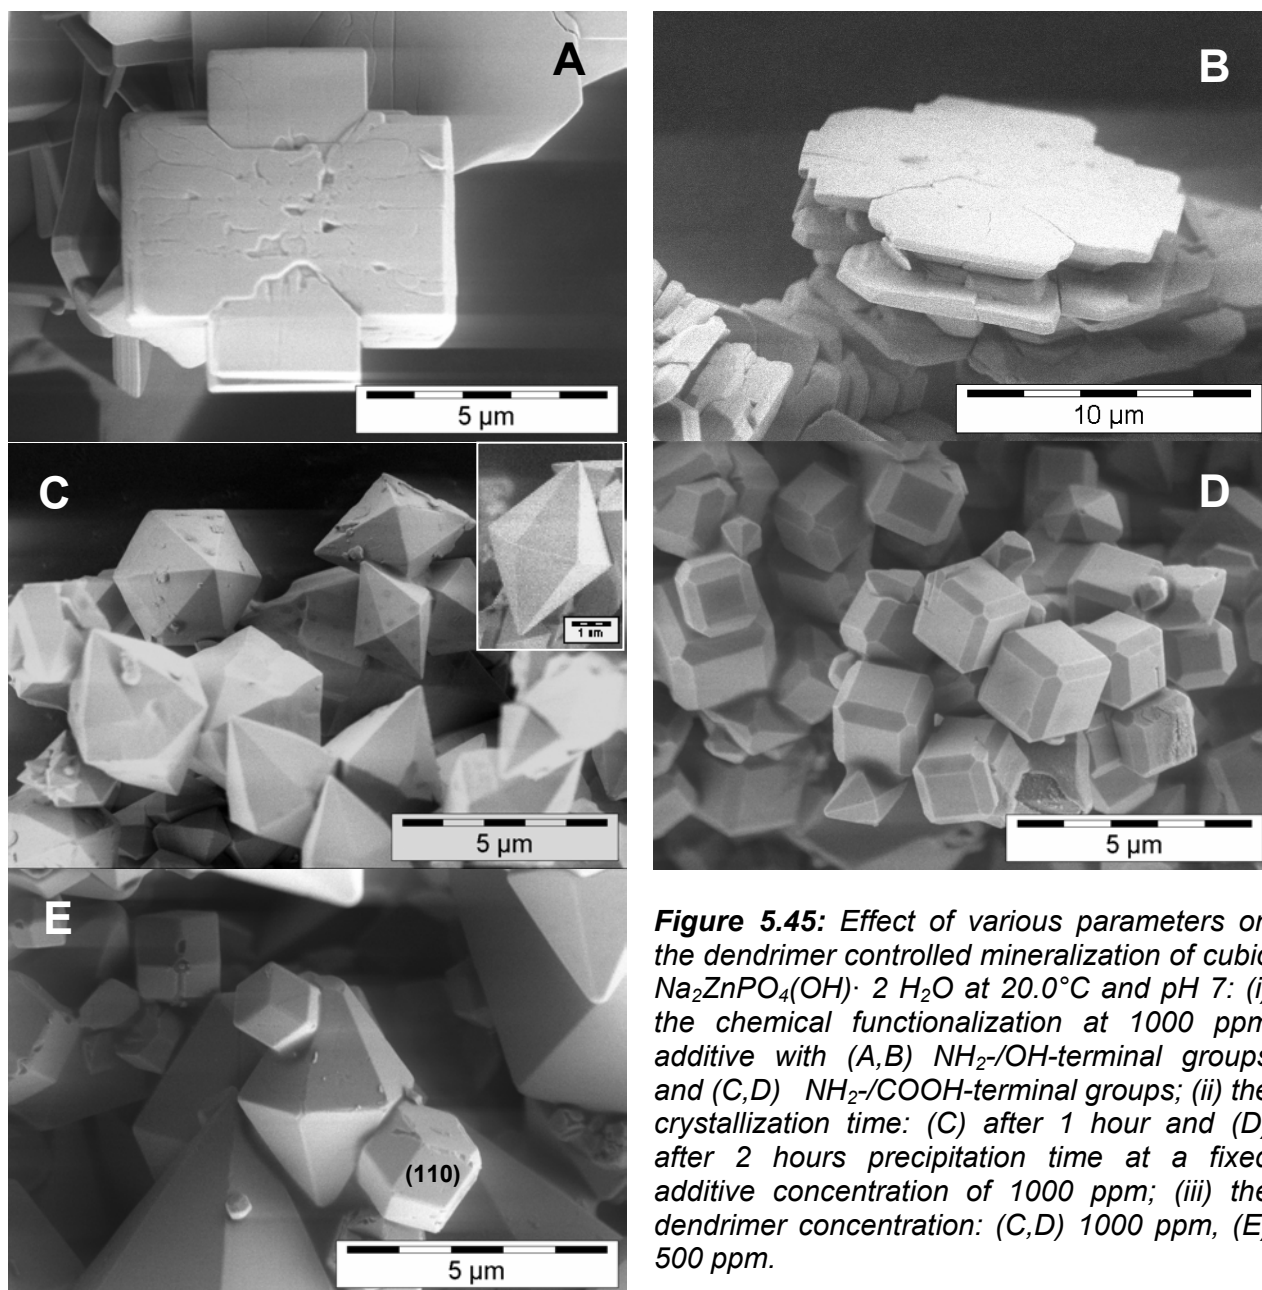 A
B
5 µm
10 µm
C
D
1 µm
5 µm
5 µm
E
(110)
5 µm
Figure 5.45: Effect of various parameters on
the dendrimer controlled mineralization of cubic
Na₂ZnPO₄(OH)· 2 H₂O at 20.0°C and pH 7: (i)
the chemical functionalization at 1000 ppm
additive with (A,B) NH₂-/OH-terminal groups
and (C,D) NH₂-/COOH-terminal groups; (ii) the
crystallization time: (C) after 1 hour and (D)
after 2 hours precipitation time at a fixed
additive concentration of 1000 ppm; (iii) the
dendrimer concentration: (C,D) 1000 ppm, (E)
500 ppm.